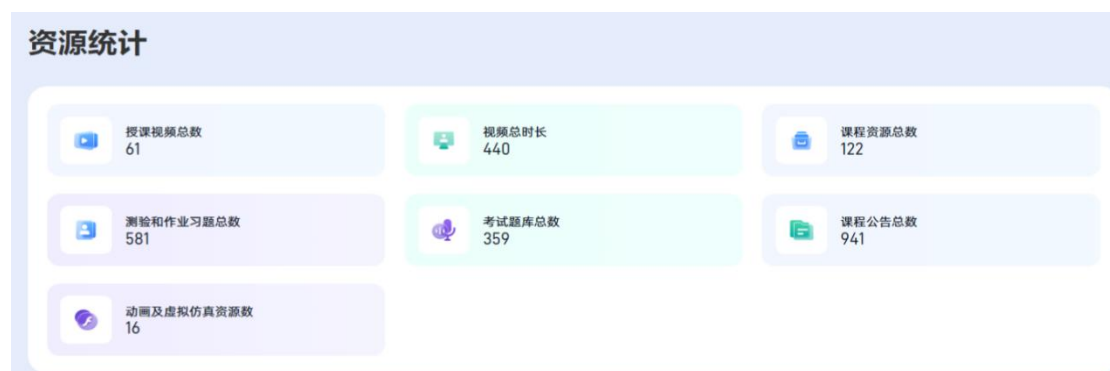 资源统计
授课视频总数
61
视频总时长
440
课程资源总数
122
测验和作业习题总数
581
考试题库总数
359
课程公告总数
941
动画及虚拟仿真资源数
16